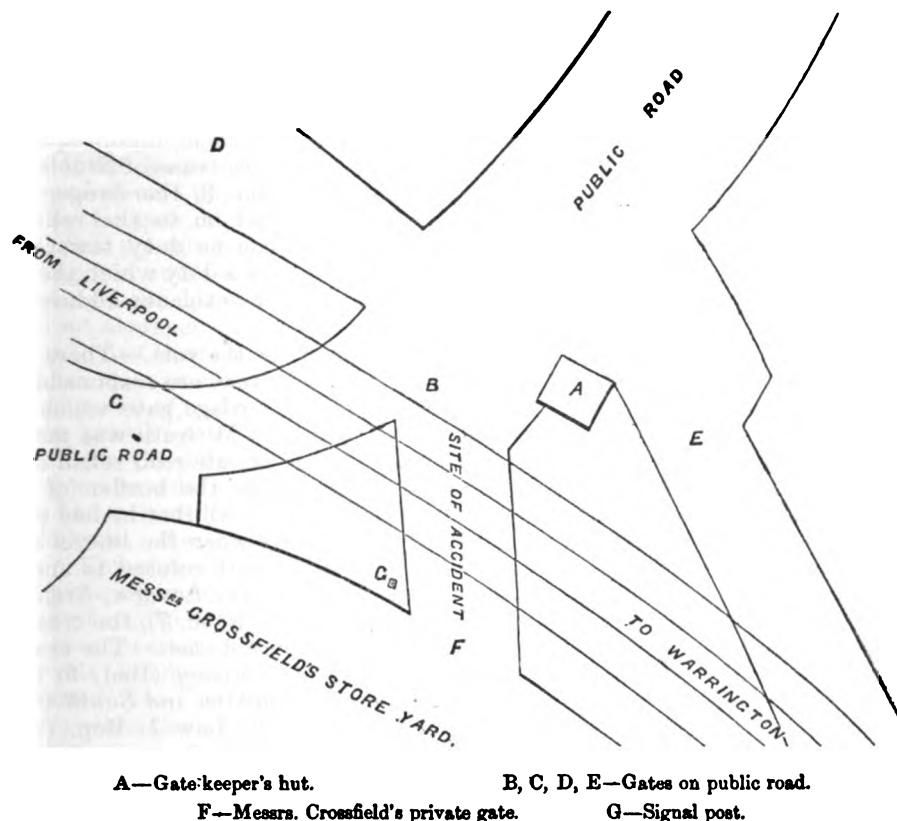 D
PUBLIC ROAD
FROM LIVERPOOL
B
A
C
E
PUBLIC ROAD
SITE OF ACCIDENT
G
F
TO WARRINGTON
MESSRS CROSSFIELD'S STORE YARD.
A—Gate-keeper's hut. B, C, D, E—Gates on public road.
F—Messrs. Crossfield's private gate. G—Signal post.